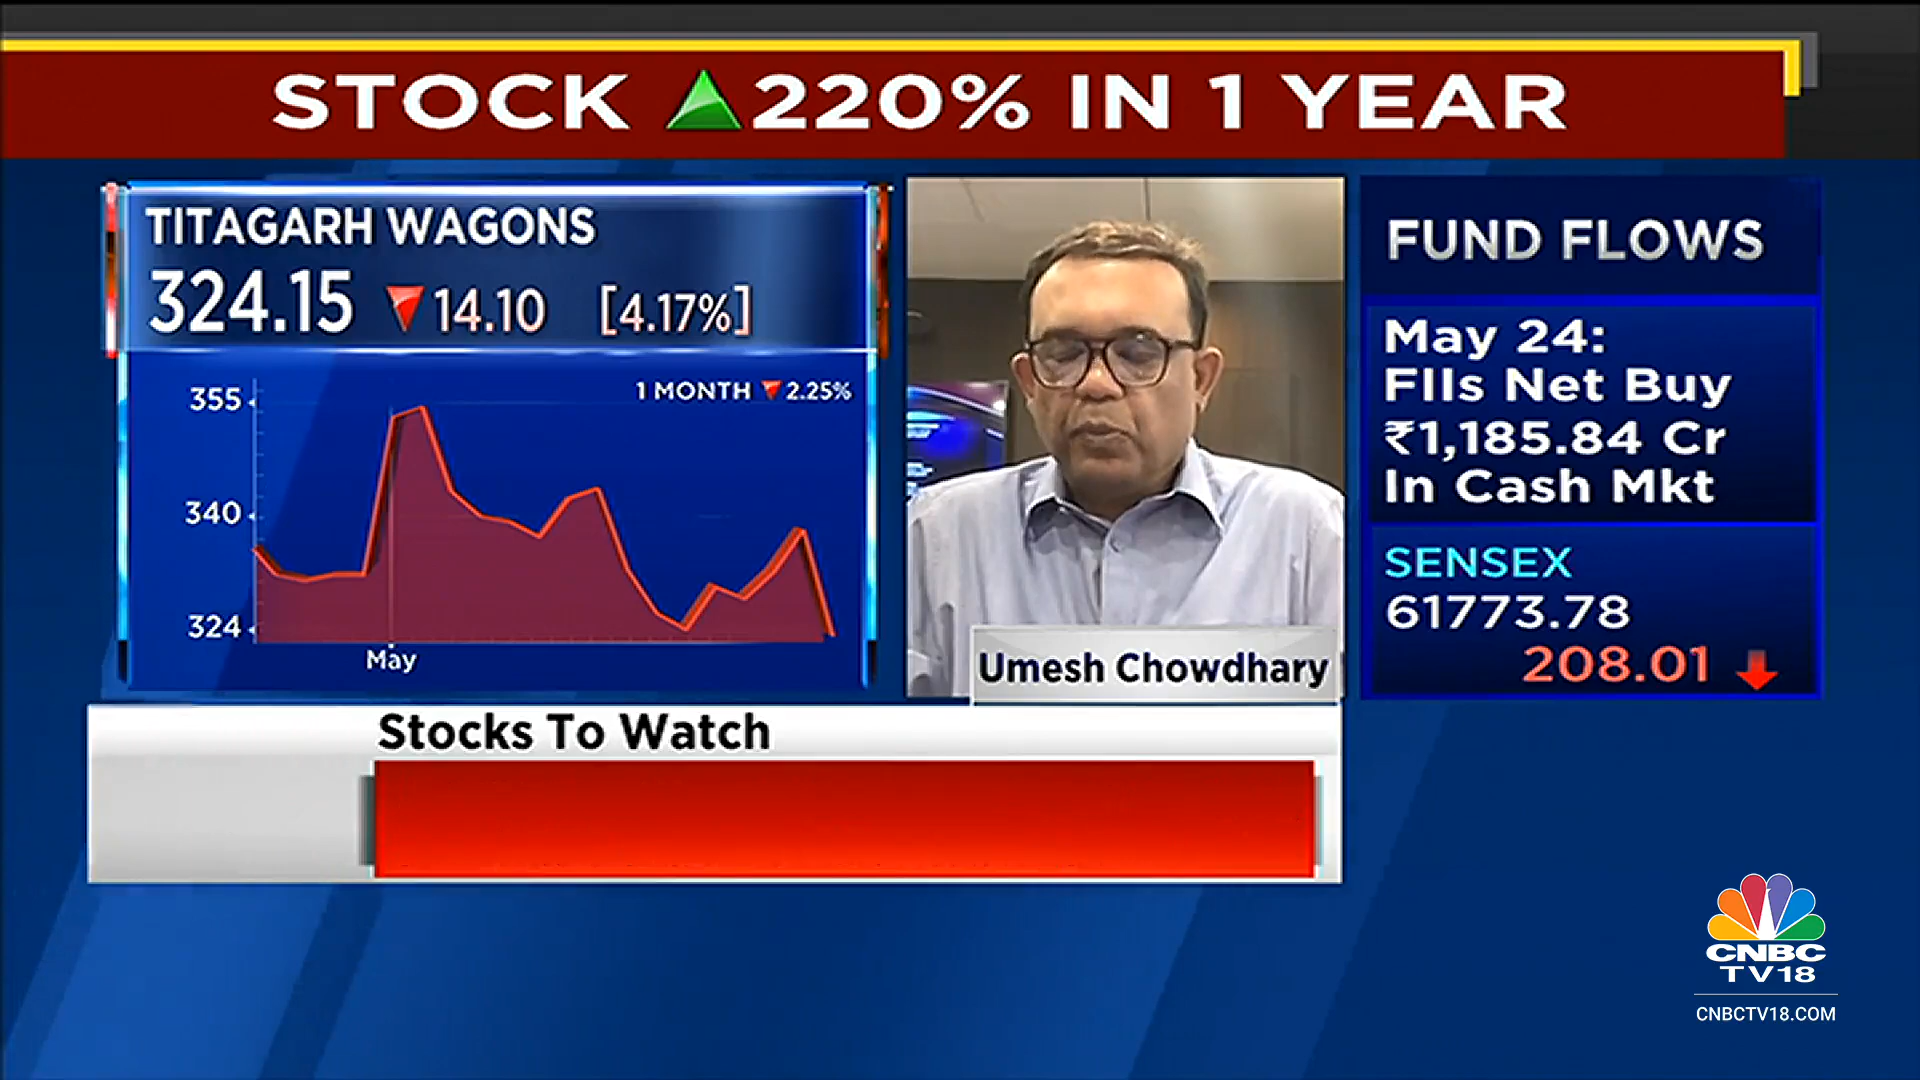 STOCK ▲220% IN 1 YEAR
TITAGARH WAGONS
324.15 ▼14.10 [4.17%]
1 MONTH ▼2.25%
355
340
324
May
Umesh Chowdhary
FUND FLOWS
May 24:
FIIs Net Buy
₹1,185.84 Cr
In Cash Mkt
SENSEX
61773.78
208.01
Stocks To Watch
CNBC
TV18
CNBCTV18.COM